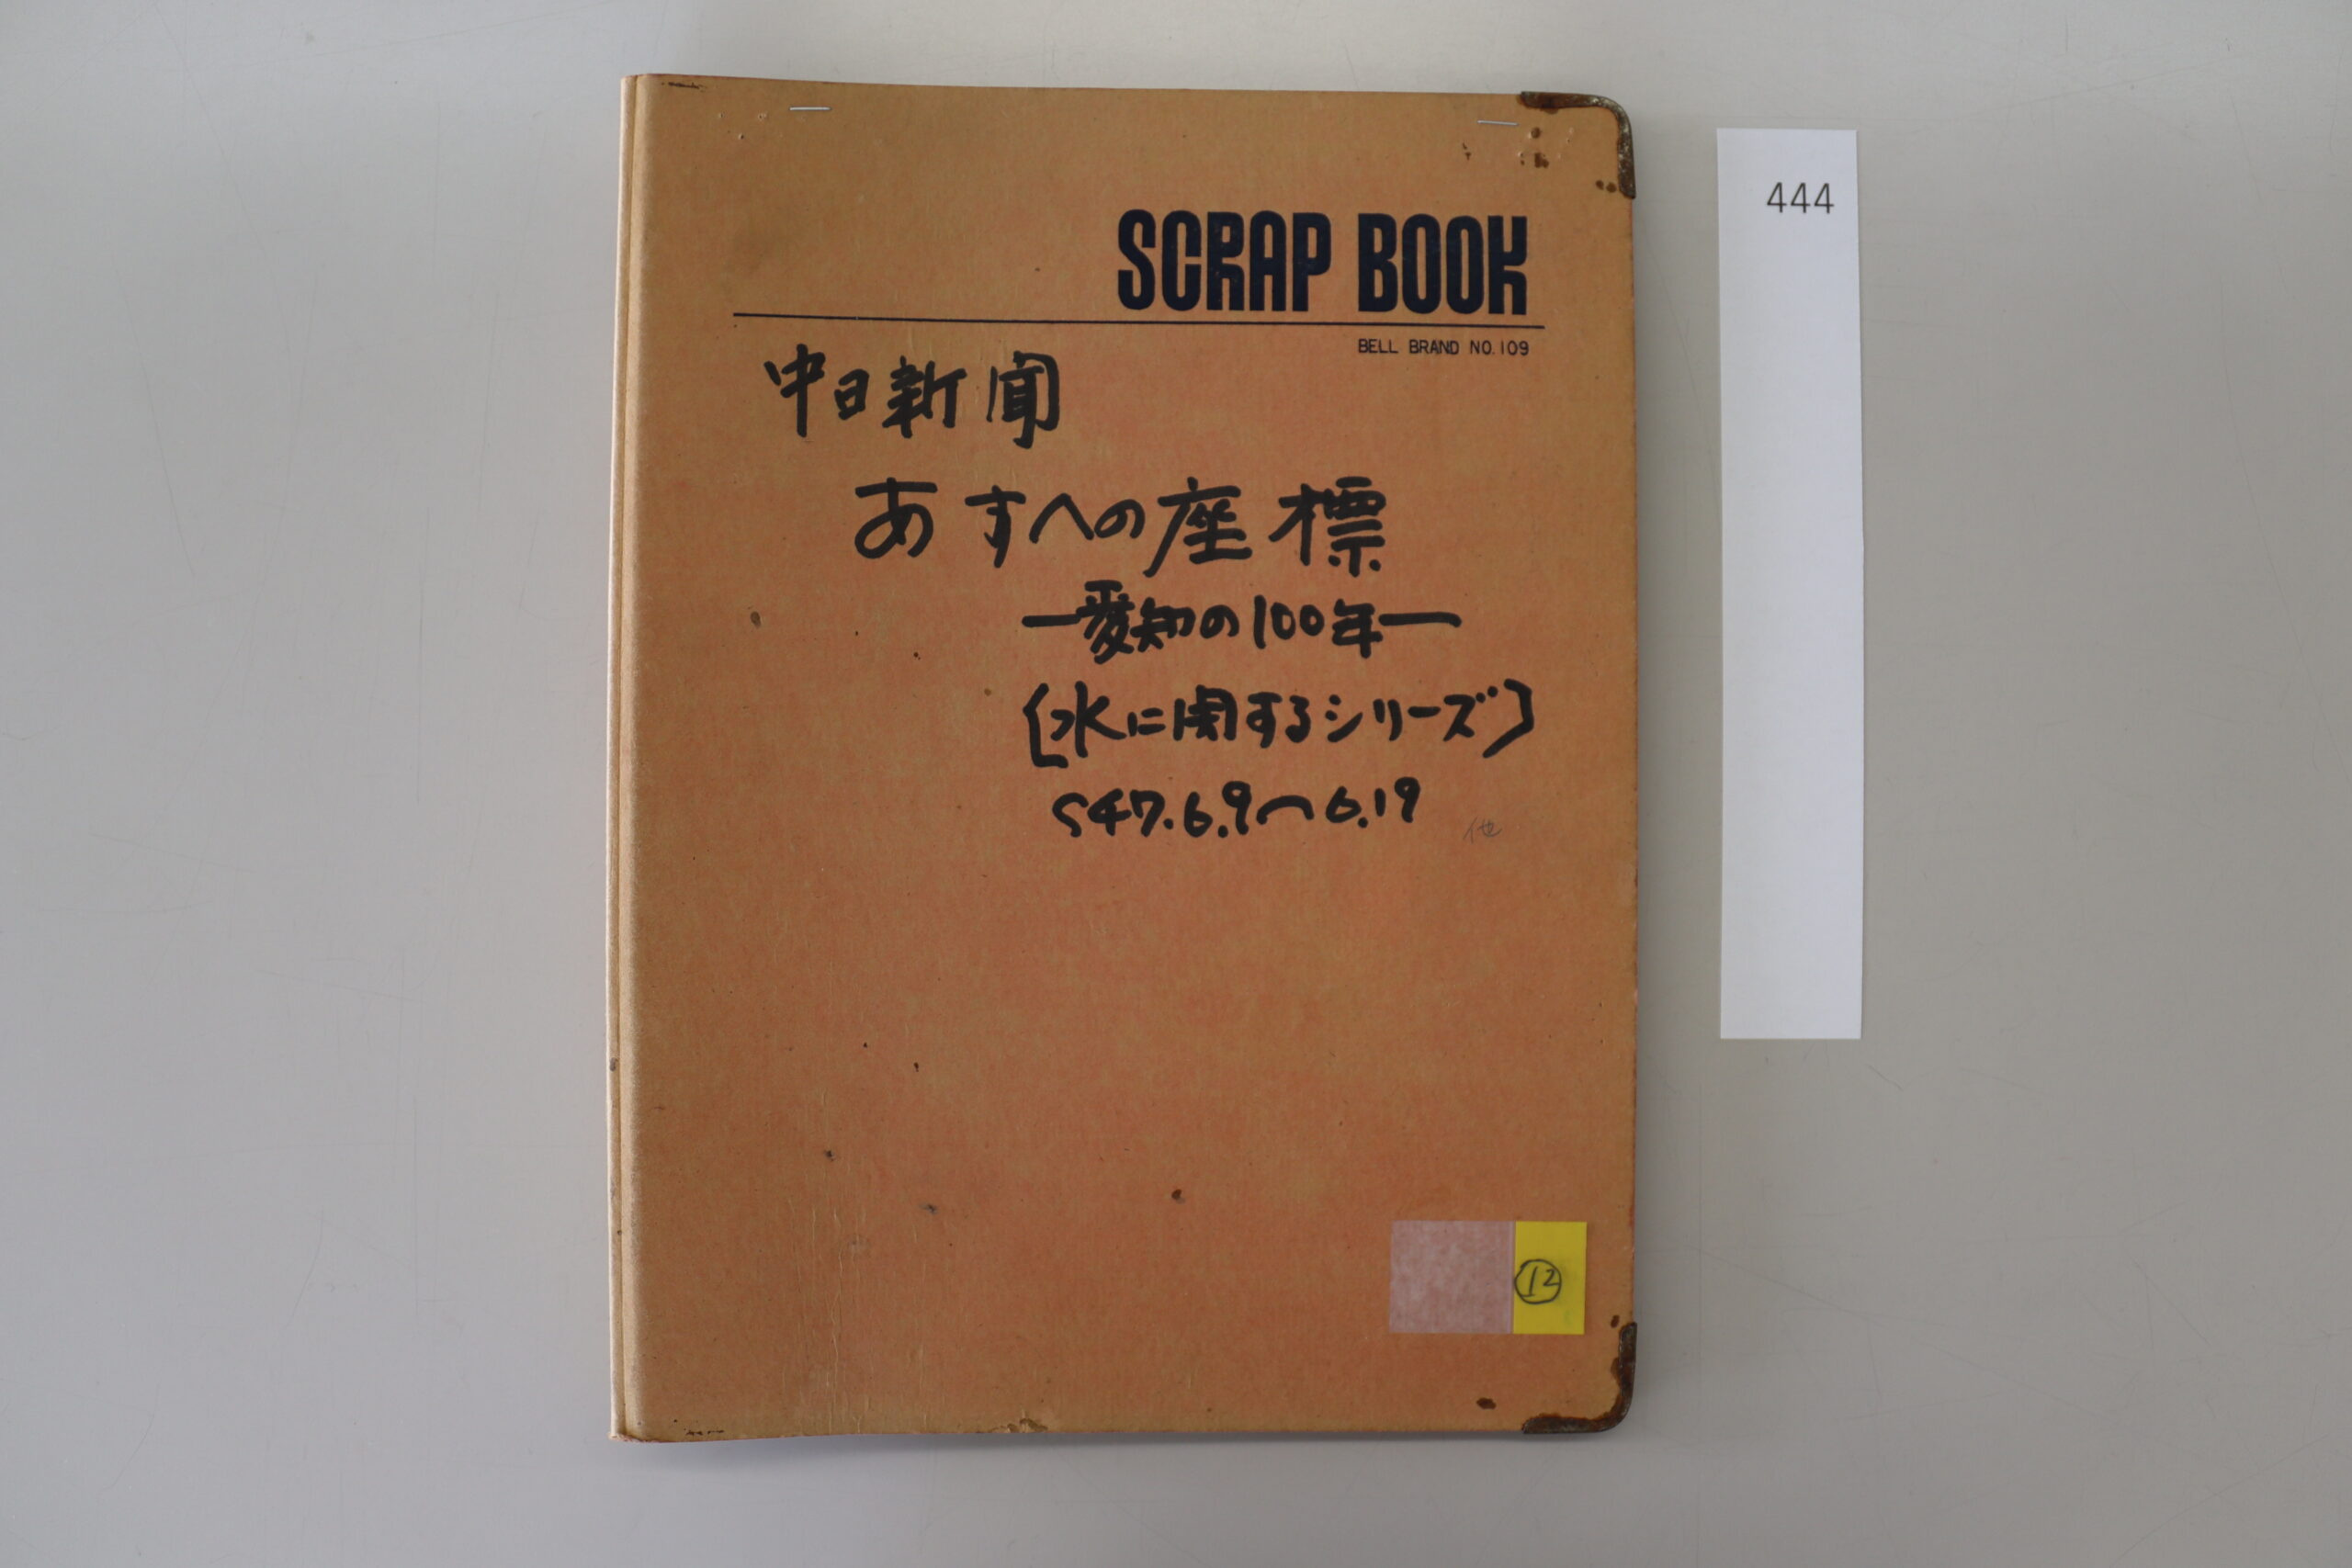 SCRAP BOOK
BELL BRAND NO.109
中日新聞
あすへの座標
―愛知の100年―
〔水に関するシリーズ〕
S47.6.9〜6.19
他
⑫
444